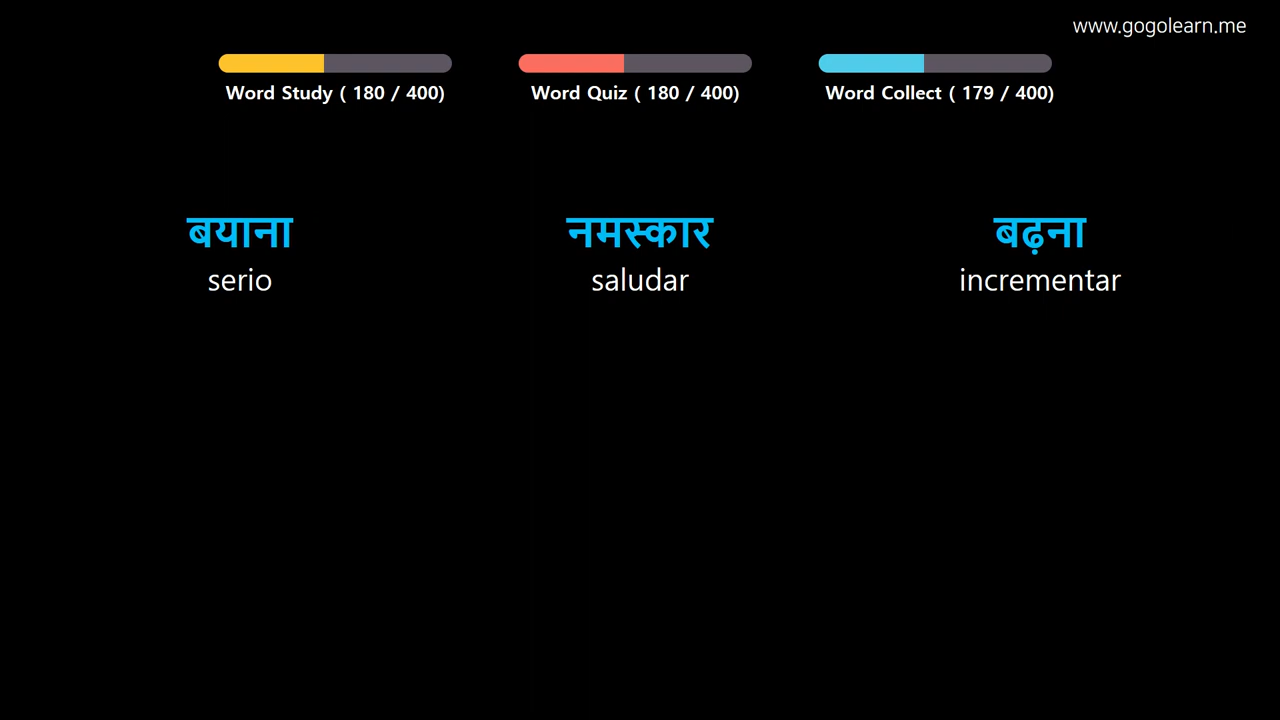 www.gogolearn.me
Word Study ( 180 / 400)
Word Quiz ( 180 / 400)
Word Collect ( 179 / 400)
बयाना
serio
नमस्कार
saludar
बढ़ना
incrementar